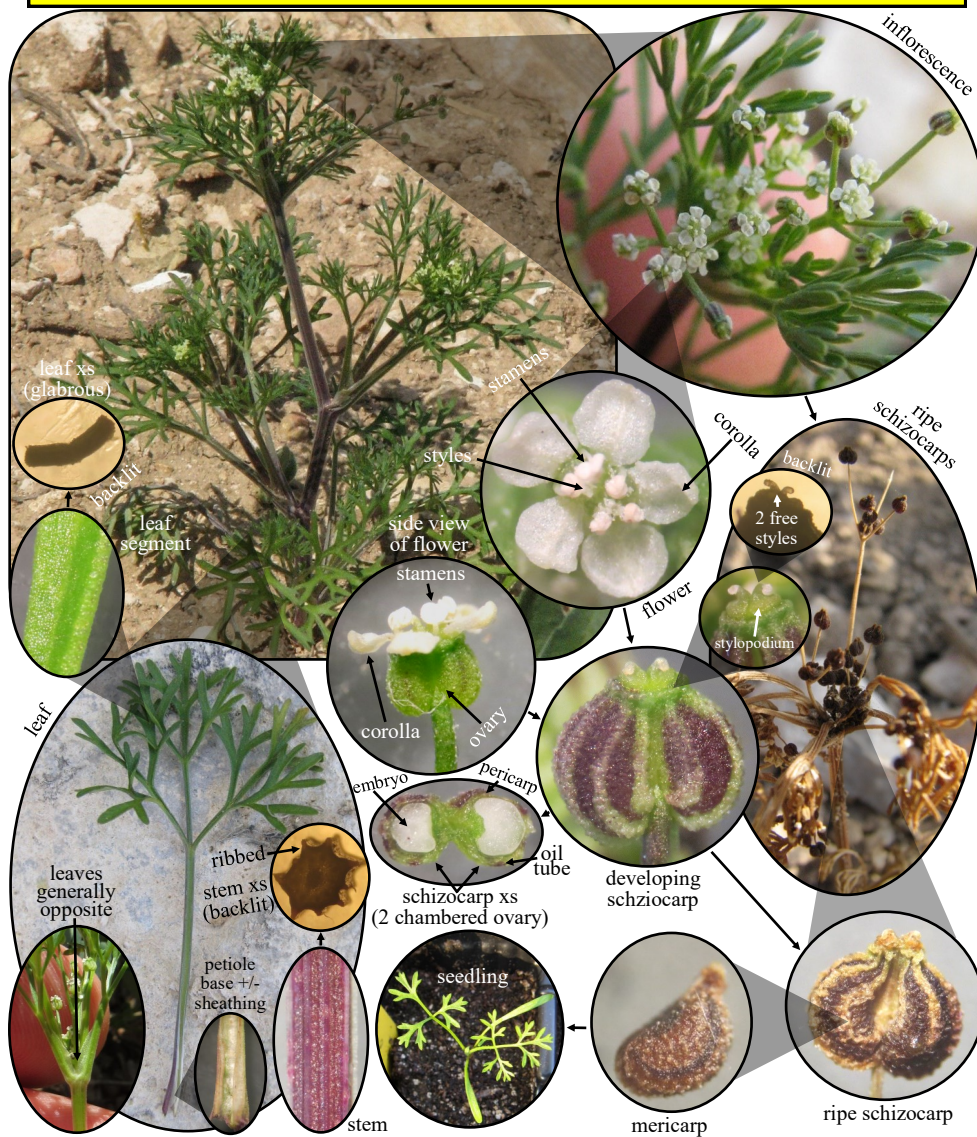 inflorescence
leaf xs
(glabrous)
backlit
leaf
segment
stamens
styles
corolla
flower
side view
of flower
stamens
corolla
ovary
ripe
schizocarps
backlit
2 free
styles
stylopodium
leaf
embryo
pericarp
oil
tube
schizocarp xs
(2 chambered ovary)
developing
schziocarp
ribbed
stem xs
(backlit)
leaves
generally
opposite
petiole
base +/-
sheathing
stem
seedling
mericarp
ripe schizocarp